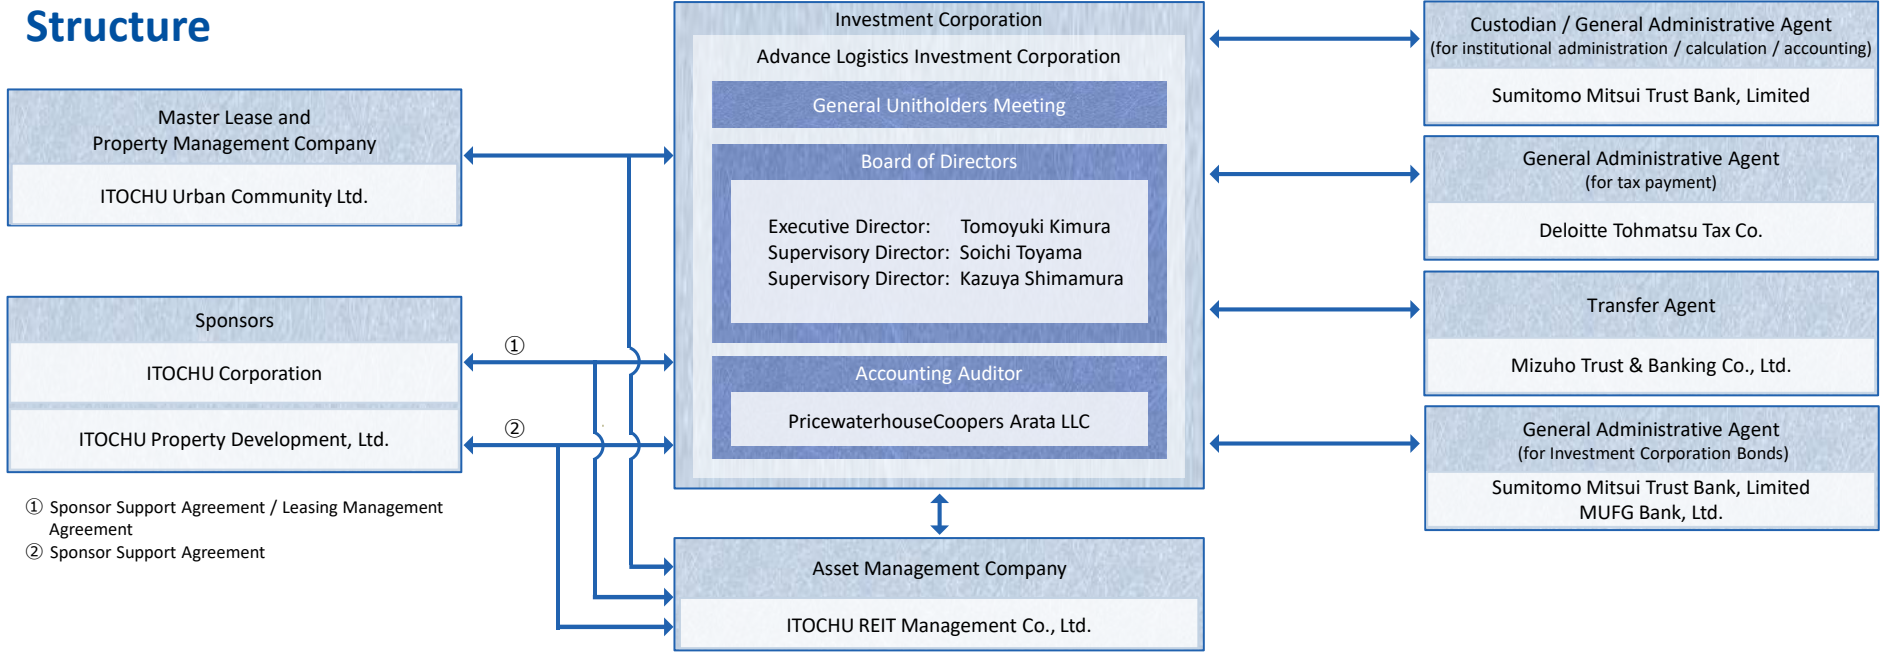 Structure
Master Lease and
Property Management Company
ITOCHU Urban Community Ltd.
Sponsors
ITOCHU Corporation
ITOCHU Property Development, Ltd.
① Sponsor Support Agreement / Leasing Management
Agreement
② Sponsor Support Agreement
①
②
Investment Corporation
Advance Logistics Investment Corporation
General Unitholders Meeting
Board of Directors
Executive Director: Tomoyuki Kimura
Supervisory Director: Soichi Toyama
Supervisory Director: Kazuya Shimamura
Accounting Auditor
PricewaterhouseCoopers Arata LLC
Asset Management Company
ITOCHU REIT Management Co., Ltd.
Custodian / General Administrative Agent
(for institutional administration / calculation / accounting)
Sumitomo Mitsui Trust Bank, Limited
General Administrative Agent
(for tax payment)
Deloitte Tohmatsu Tax Co.
Transfer Agent
Mizuho Trust & Banking Co., Ltd.
General Administrative Agent
(for Investment Corporation Bonds)
Sumitomo Mitsui Trust Bank, Limited
MUFG Bank, Ltd.